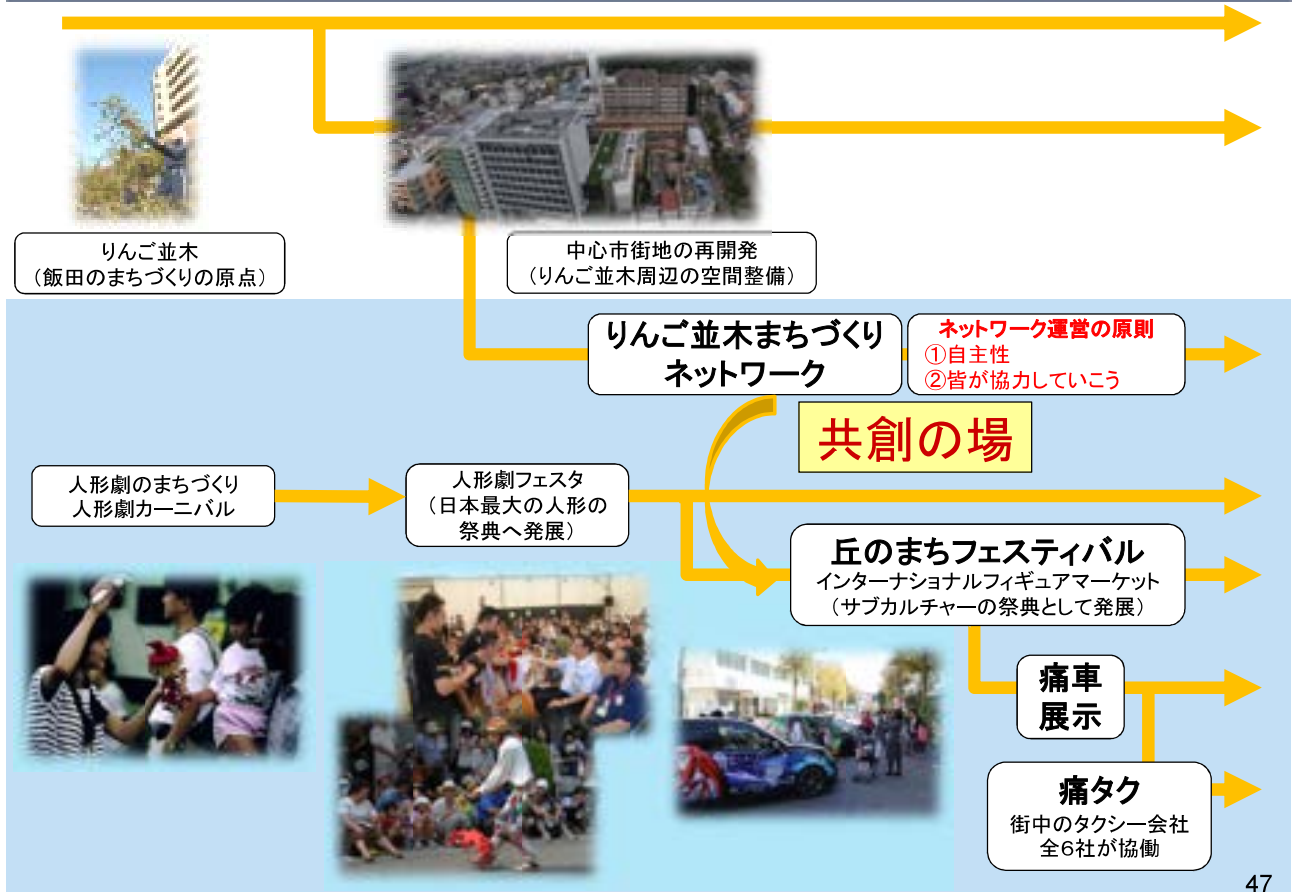 りんご並木
（飯田のまちづくりの原点）
中心市街地の再開発
（りんご並木周辺の空間整備）
りんご並木まちづくり
ネットワーク
ネットワーク運営の原則
①自主性
②皆が協力していこう
共創の場
人形劇のまちづくり
人形劇カーニバル
人形劇フェスタ
（日本最大の人形の
祭典へ発展）
丘のまちフェスティバル
インターナショナルフィギュアマーケット
（サブカルチャーの祭典として発展）
痛車
展示
痛タク
街中のタクシー会社
全６社が協働
47